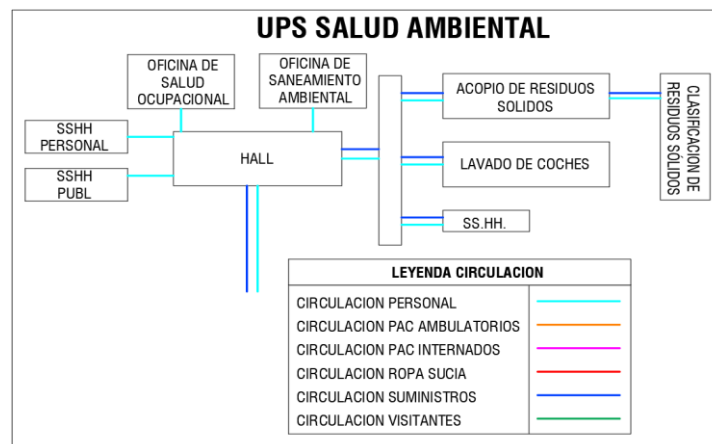 UPS SALUD AMBIENTAL
OFICINA DE
SALUD
OCUPACIONAL
OFICINA DE
SANEAMIENTO
AMBIENTAL
ACOPIO DE RESIDUOS
SOLIDOS
CLASIFICACION DE
RESIDUOS SÓLIDOS
SSHH
PERSONAL
HALL
LAVADO DE COCHES
SSHH
PUBL
SS.HH.
LEYENDA CIRCULACION
CIRCULACION PERSONAL
CIRCULACION PAC AMBULATORIOS
CIRCULACION PAC INTERNADOS
CIRCULACION ROPA SUCIA
CIRCULACION SUMINISTROS
CIRCULACION VISITANTES